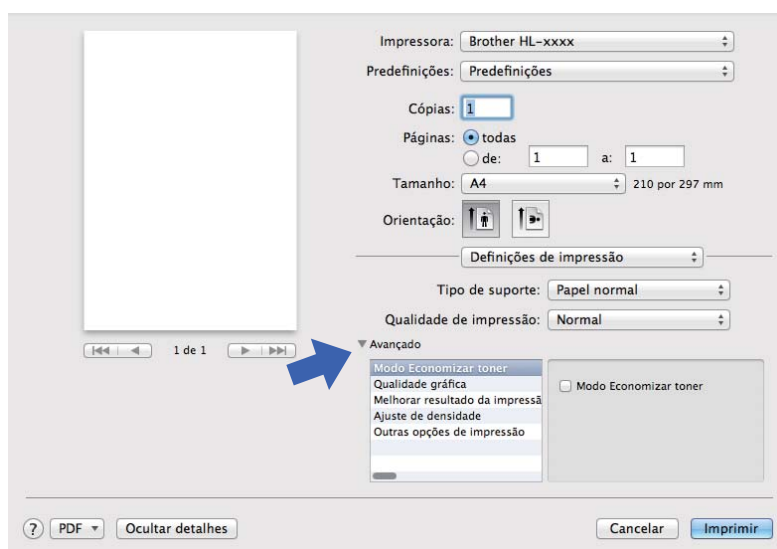 Impressora: Brother HL-xxxx
Predefinições: Predefinições
Cópias: 1
Páginas: todas
de: 1 a: 1
Tamanho: A4 210 por 297 mm
Orientação:
Definições de impressão
Tipo de suporte: Papel normal
Qualidade de impressão: Normal
1 de 1
Avançado
Modo Economizar toner
Qualidade gráfica
Melhorar resultado da impressã
Ajuste de densidade
Outras opções de impressão
Modo Economizar toner
? PDF Ocultar detalhes Cancelar Imprimir